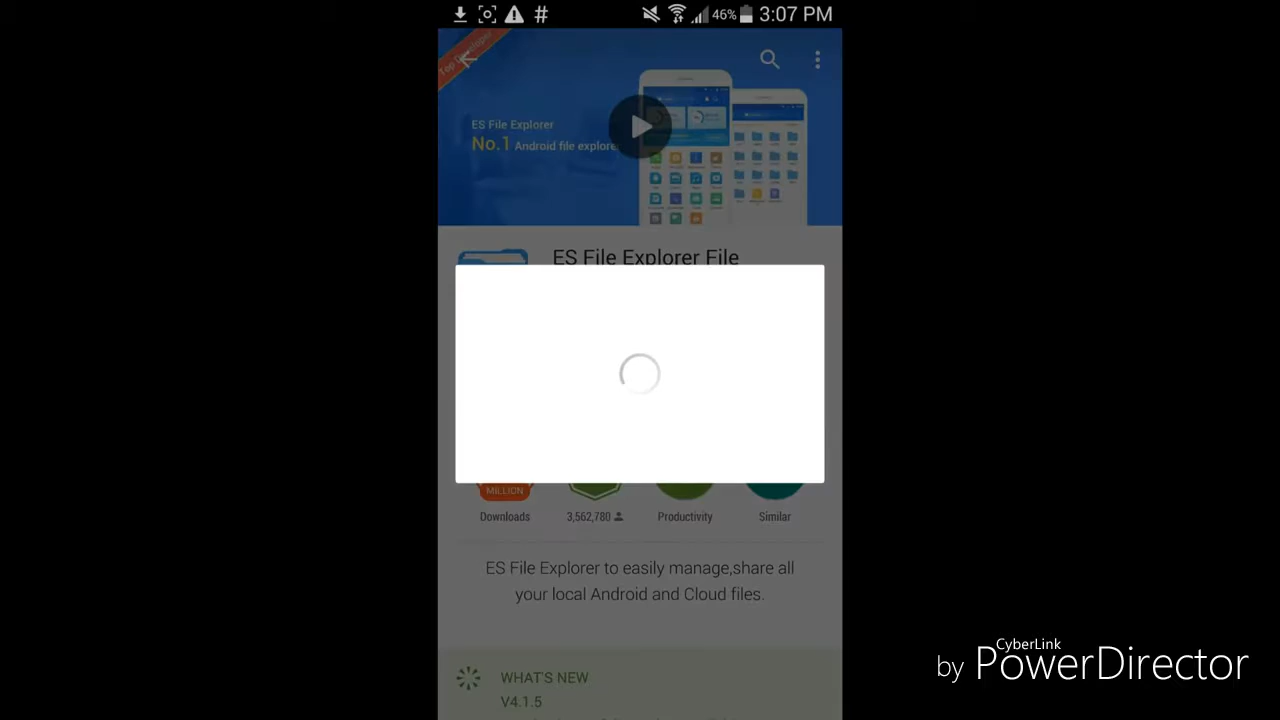 46% 3:07 PM
Top Developer
ES File Explorer
No.1 Android file explorer
ES File Explorer File
MILLION
Downloads 3,562,780 Productivity Similar
ES File Explorer to easily manage,share all
your local Android and Cloud files.
WHAT'S NEW
V4.1.5
CyberLink
by PowerDirector